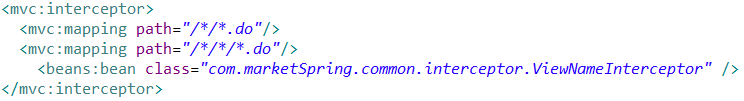 <mvc:interceptor>
<mvc:mapping path="/*/*.do"/>
<mvc:mapping path="/*/*/*.do"/>
<beans:bean class="com.marketSpring.common.interceptor.ViewNameInterceptor" />
</mvc:interceptor>